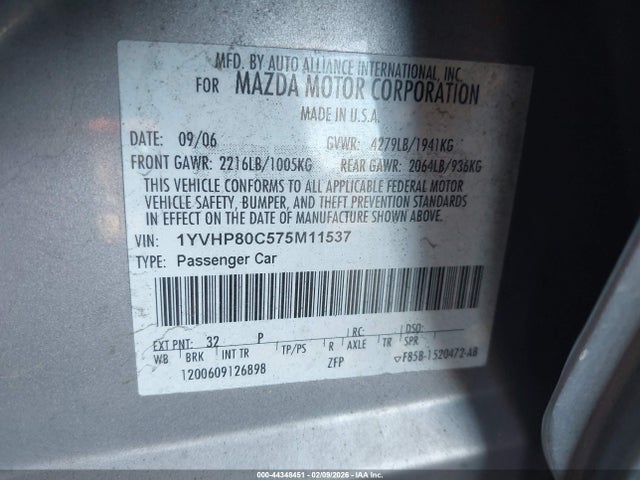 MFD. BY AUTO ALLIANCE INTERNATIONAL, INC.
FOR MAZDA MOTOR CORPORATION
MADE IN U.S.A.
DATE: 09/06 GVWR: 4279LB/1941KG
FRONT GAWR: 2216LB/1005KG REAR GAWR: 2064LB/936KG
THIS VEHICLE CONFORMS TO ALL APPLICABLE FEDERAL MOTOR
VEHICLE SAFETY, BUMPER, AND THEFT PREVENTION STANDARDS
IN EFFECT ON THE DATE OF MANUFACTURE SHOWN ABOVE.
VIN: 1YVHP80C575M11537
TYPE: Passenger Car
EXT PNT: 32 P RC: DSO:
WB BRK INT TR TP/PS R AXLE TR SPR
ZFP
1200609126898 F85B-1520472-AB
000-44348451 - 02/09/2026 - IAAI.COM